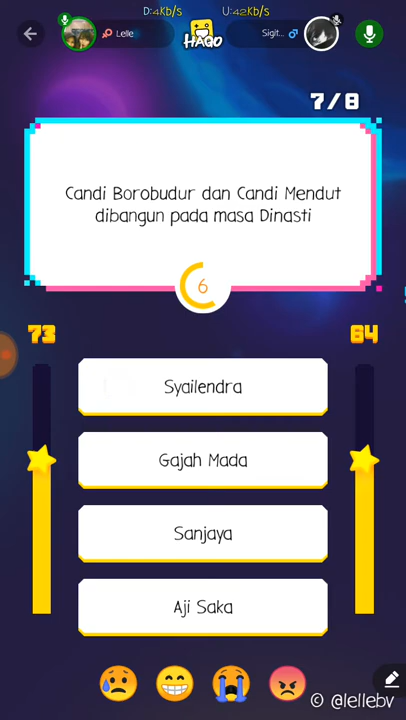 D:4Kb/s U:42Kb/s
Lelle
HAGO
Sigit...
7/8
Candi Borobudur dan Candi Mendut
dibangun pada masa Dinasti
6
73
64
Syailendra
Gajah Mada
Sanjaya
Aji Saka
© @lellebv